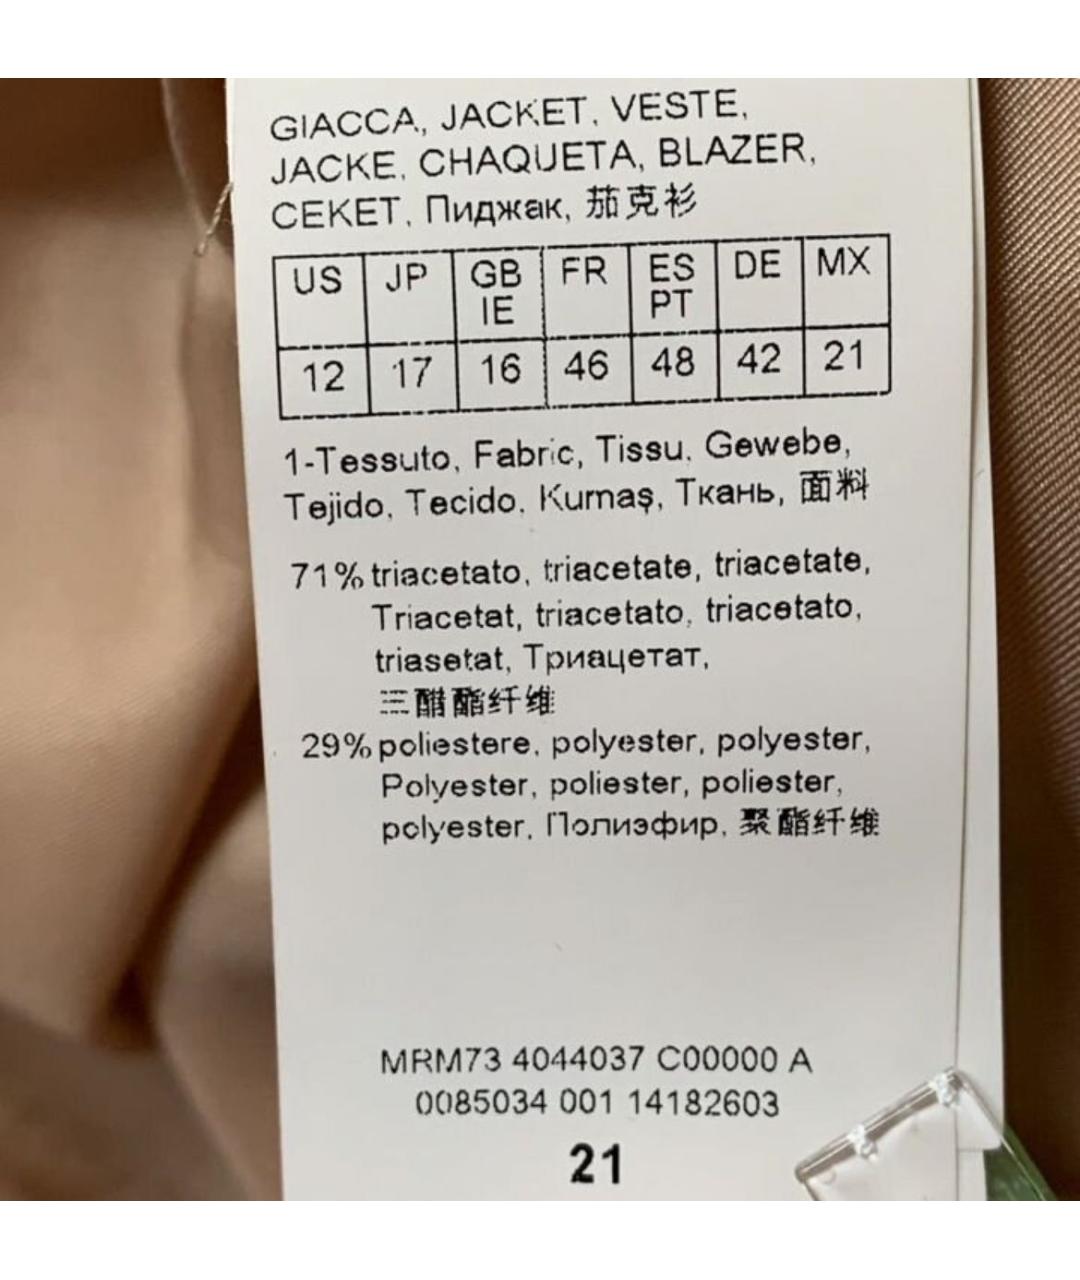 GIACCA, JACKET, VESTE,
JACKE, CHAQUETA, BLAZER,
CEKET, Пиджак, 茄克衫
US JP GB IE FR ES PT DE MX
12 17 16 46 48 42 21
1-Tessuto, Fabric, Tissu, Gewebe,
Tejido, Tecido, Kumaş, Ткань, 面料
71% triacetato, triacetate, triacetate,
Triacetat, triacetato, triacetato,
triasetat, Триацетат,
三醋酯纤维
29% poliestere, polyester, polyester,
Polyester, poliester, poliester,
polyester, Полиэфир, 聚酯纤维
MRM73 4044037 C00000 A
0085034 001 14182603
21